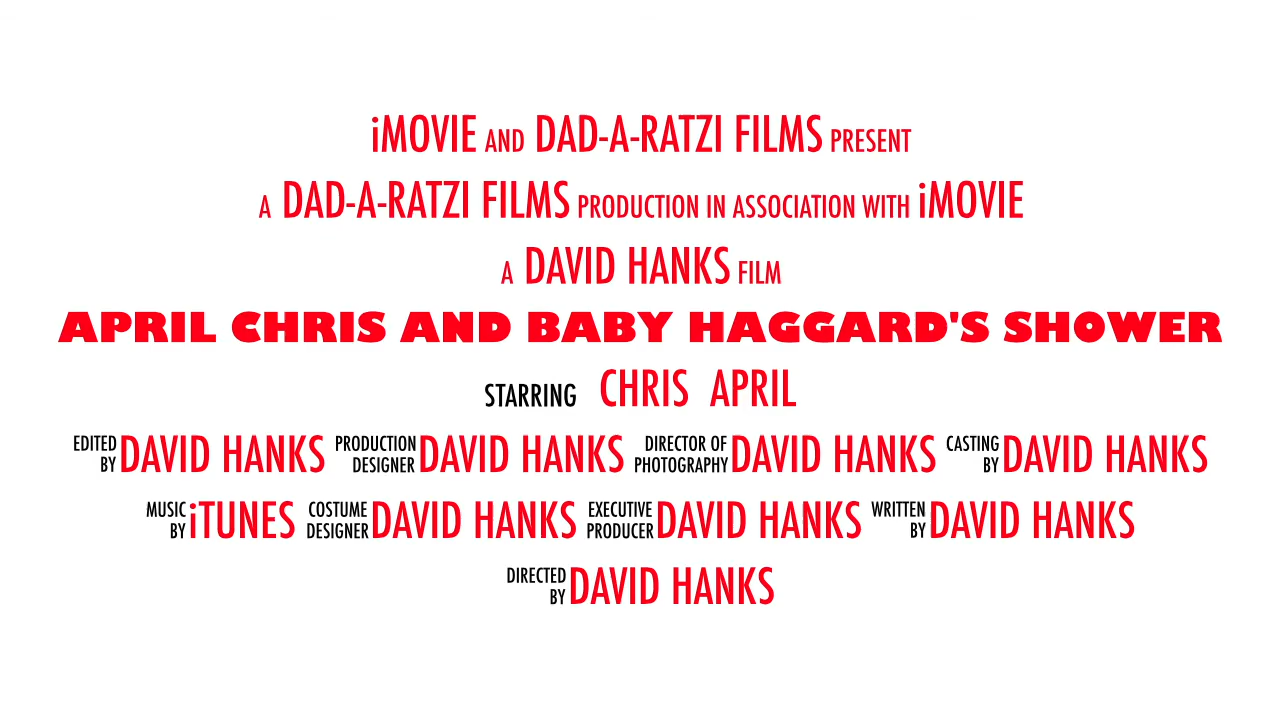 iMOVIE AND DAD-A-RATZI FILMS PRESENT
A DAD-A-RATZI FILMS PRODUCTION IN ASSOCIATION WITH iMOVIE
A DAVID HANKS FILM
APRIL CHRIS AND BABY HAGGARD'S SHOWER
STARRING CHRIS APRIL
EDITED BY DAVID HANKS PRODUCTION DESIGNER DAVID HANKS DIRECTOR OF PHOTOGRAPHY DAVID HANKS CASTING BY DAVID HANKS
MUSIC BY iTUNES COSTUME DESIGNER DAVID HANKS EXECUTIVE PRODUCER DAVID HANKS WRITTEN BY DAVID HANKS
DIRECTED BY DAVID HANKS